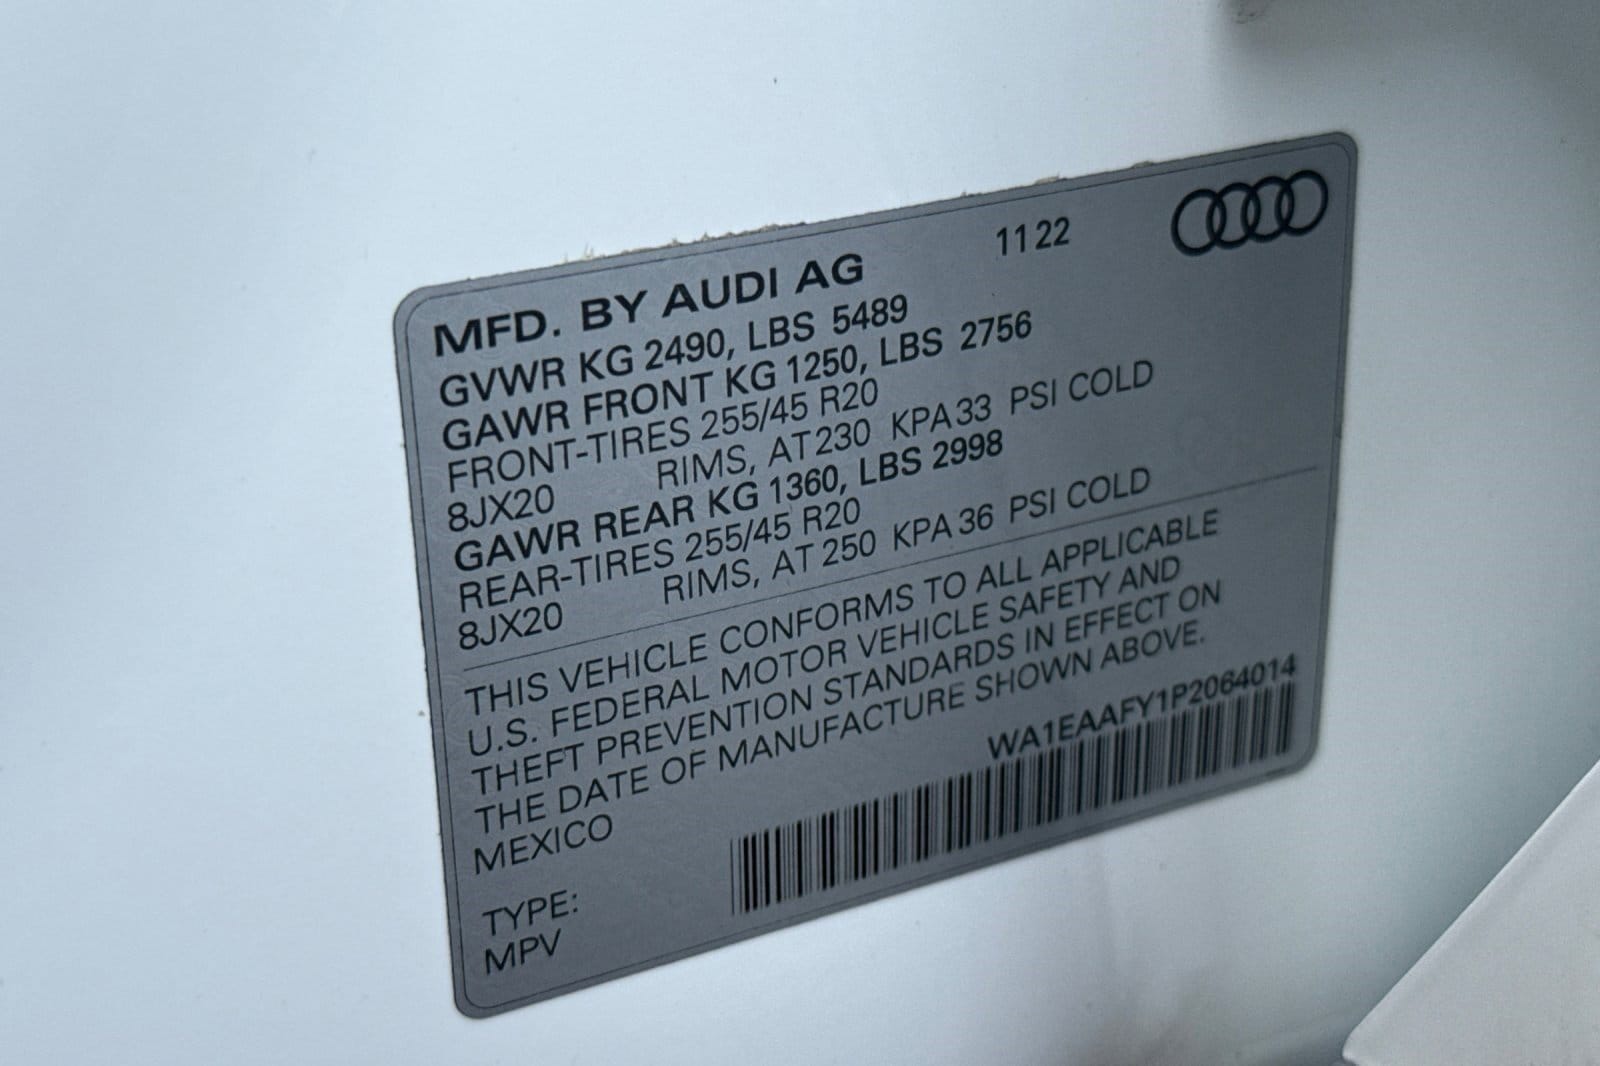 MFD. BY AUDI AG 1122
GVWR KG 2490, LBS 5489
GAWR FRONT KG 1250, LBS 2756
FRONT-TIRES 255/45 R20
8JX20 RIMS, AT 230 KPA 33 PSI COLD
GAWR REAR KG 1360, LBS 2998
REAR-TIRES 255/45 R20
8JX20 RIMS, AT 250 KPA 36 PSI COLD
THIS VEHICLE CONFORMS TO ALL APPLICABLE
U.S. FEDERAL MOTOR VEHICLE SAFETY AND
THEFT PREVENTION STANDARDS IN EFFECT ON
THE DATE OF MANUFACTURE SHOWN ABOVE.
MEXICO
WA1EAAFY1P2064014
TYPE:
MPV